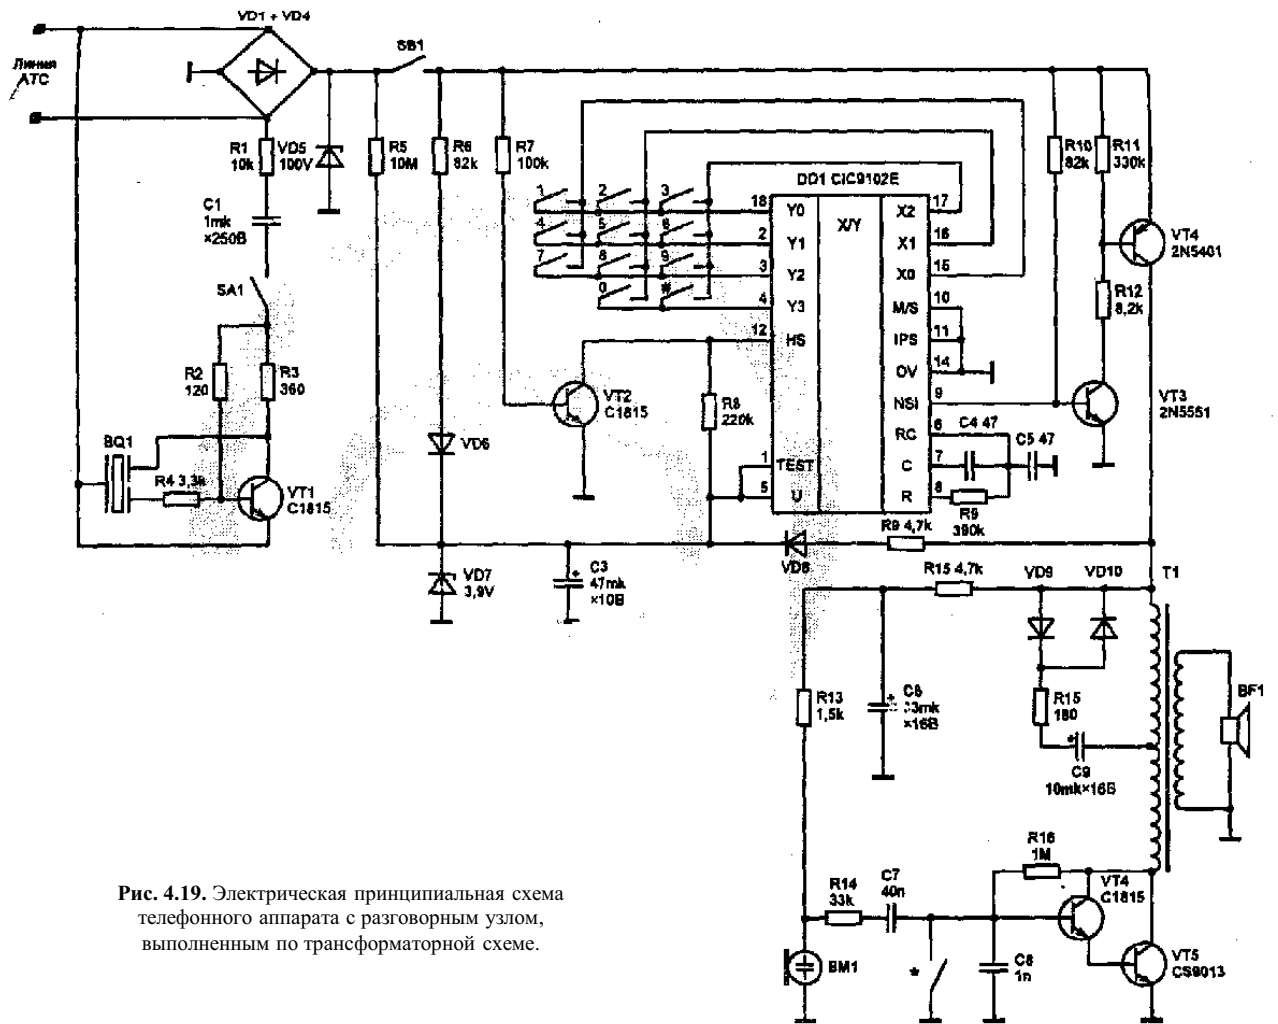 VD1 + VD4
Линия
АТС
SB1
R1
10k
VD5
100V
R5
10M
R6
82k
R7
100k
R10
82k
R11
330k
DD1 CIC9102E
1
2
3
4
5
6
7
8
9
0
#
18
Y0
X/Y
X2
17
2
Y1
X1
16
3
Y2
X0
15
4
Y3
M/S
10
12
HS
IPS
11
OV
14
NSI
9
RC
6
1
TEST
C
7
5
U
R
8
VT4
2N5401
C1
1mk
×250В
SA1
R12
8,2k
R2
120
R3
360
VT2
C1815
R8
220k
VT3
2N5551
C4 47
C5 47
BQ1
VD6
R4 3,3k
VT1
C1815
R9
390k
R9 4,7k
VD8
VD7
3,9V
C3
+
47mk
×10В
R15 4,7k
VD9
VD10
T1
R13
1,5k
C8
+
33mk
×16В
R15
180
BF1
+
C9
10mk×16В
R16
1M
R14
33k
C7
40n
VT4
C1815
BM1
*
C6
1n
VT5
CS9013
Рис. 4.19. Электрическая принципиальная схема
телефонного аппарата с разговорным узлом,
выполненным по трансформаторной схеме.